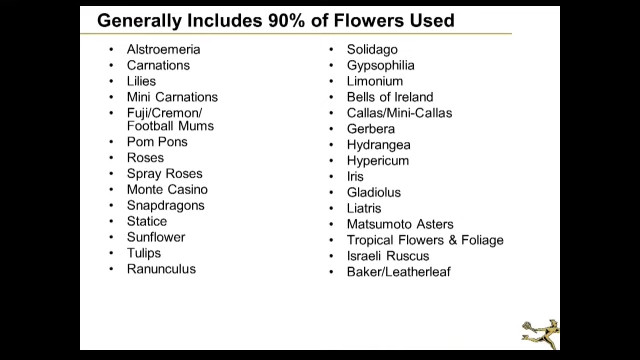 Generally Includes 90% of Flowers Used
• Alstroemeria
• Carnations
• Lilies
• Mini Carnations
• Fuji/Cremon/
Football Mums
• Pom Pons
• Roses
• Spray Roses
• Monte Casino
• Snapdragons
• Statice
• Sunflower
• Tulips
• Ranunculus
• Solidago
• Gypsophilia
• Limonium
• Bells of Ireland
• Callas/Mini-Callas
• Gerbera
• Hydrangea
• Hypericum
• Iris
• Gladiolus
• Liatris
• Matsumoto Asters
• Tropical Flowers & Foliage
• Israeli Ruscus
• Baker/Leatherleaf